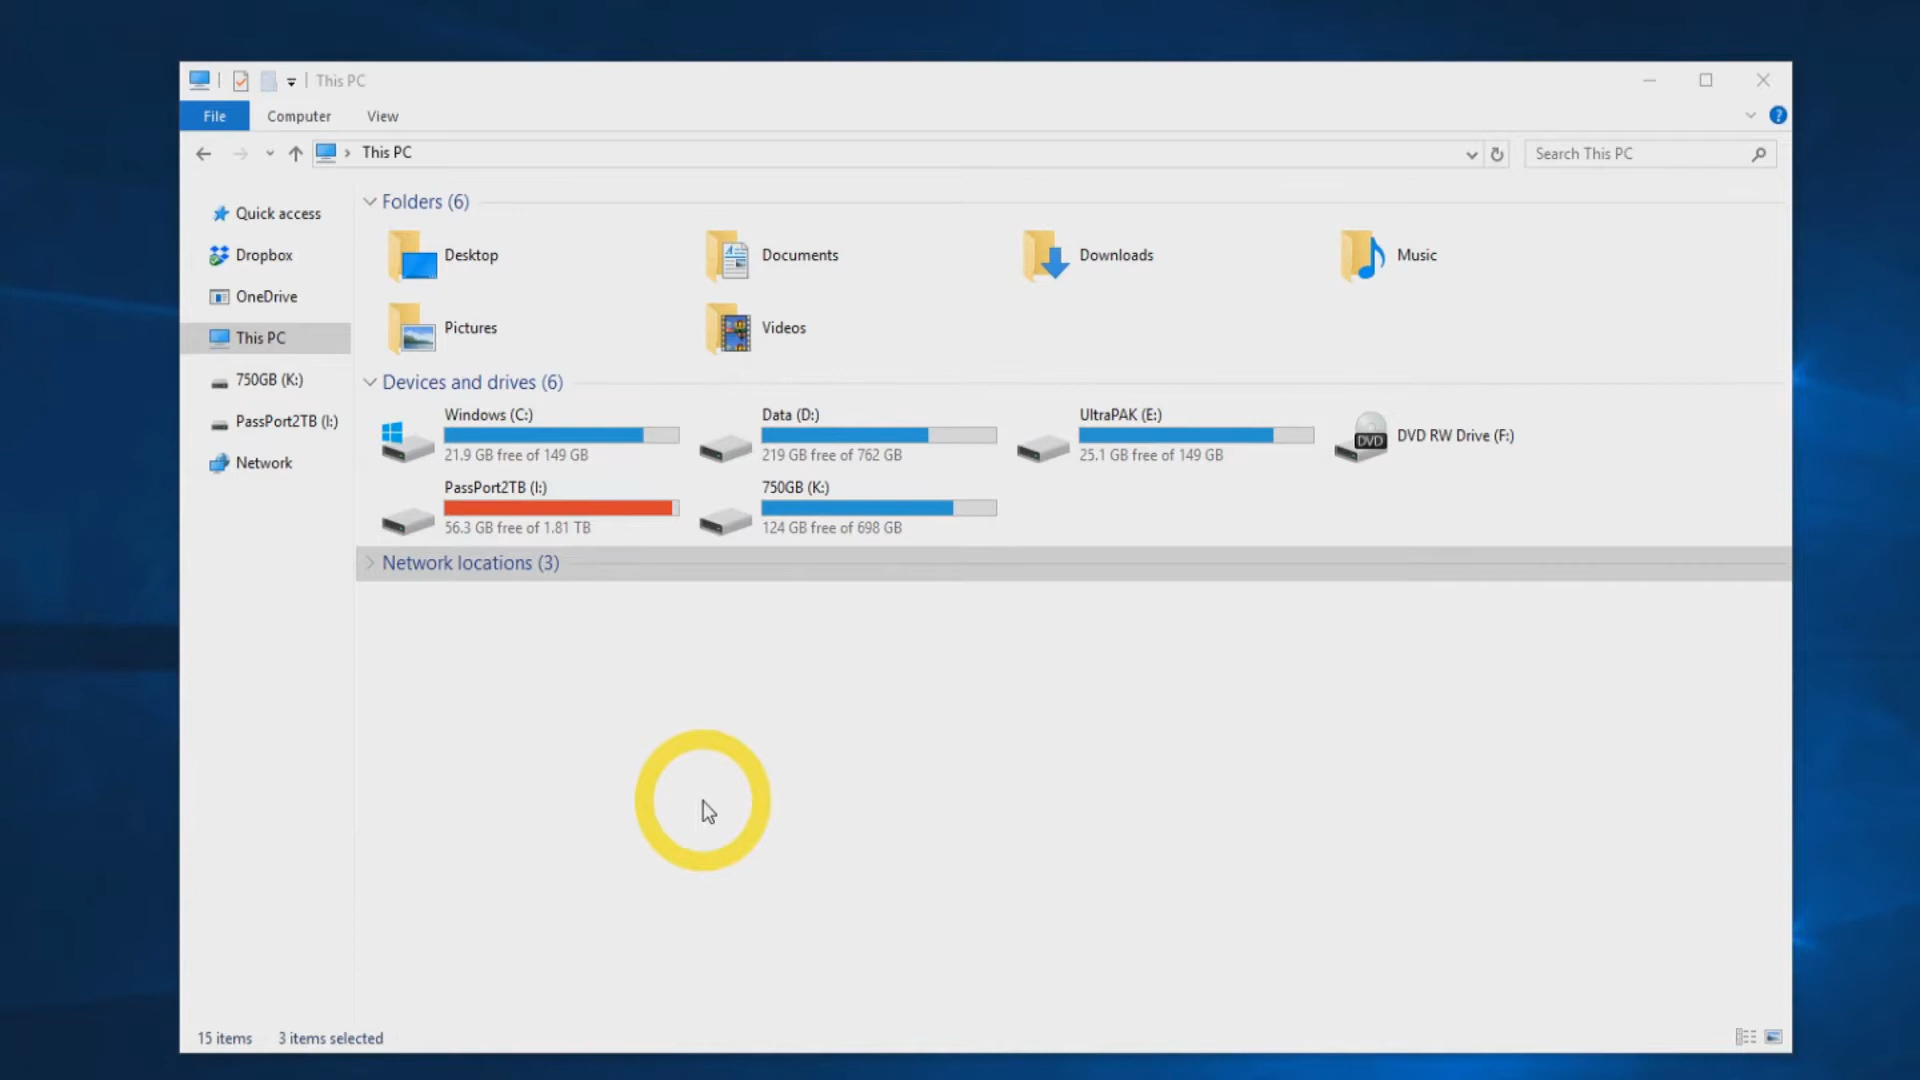 This PC
File Computer View
This PC
Search This PC
Quick access
Dropbox
OneDrive
This PC
750GB (K:)
PassPort2TB (I:)
Network
Folders (6)
Desktop
Documents
Downloads
Music
Pictures
Videos
Devices and drives (6)
Windows (C:)
21.9 GB free of 149 GB
Data (D:)
219 GB free of 762 GB
UltraPAK (E:)
25.1 GB free of 149 GB
DVD
DVD RW Drive (F:)
PassPort2TB (I:)
56.3 GB free of 1.81 TB
750GB (K:)
124 GB free of 698 GB
Network locations (3)
15 items 3 items selected